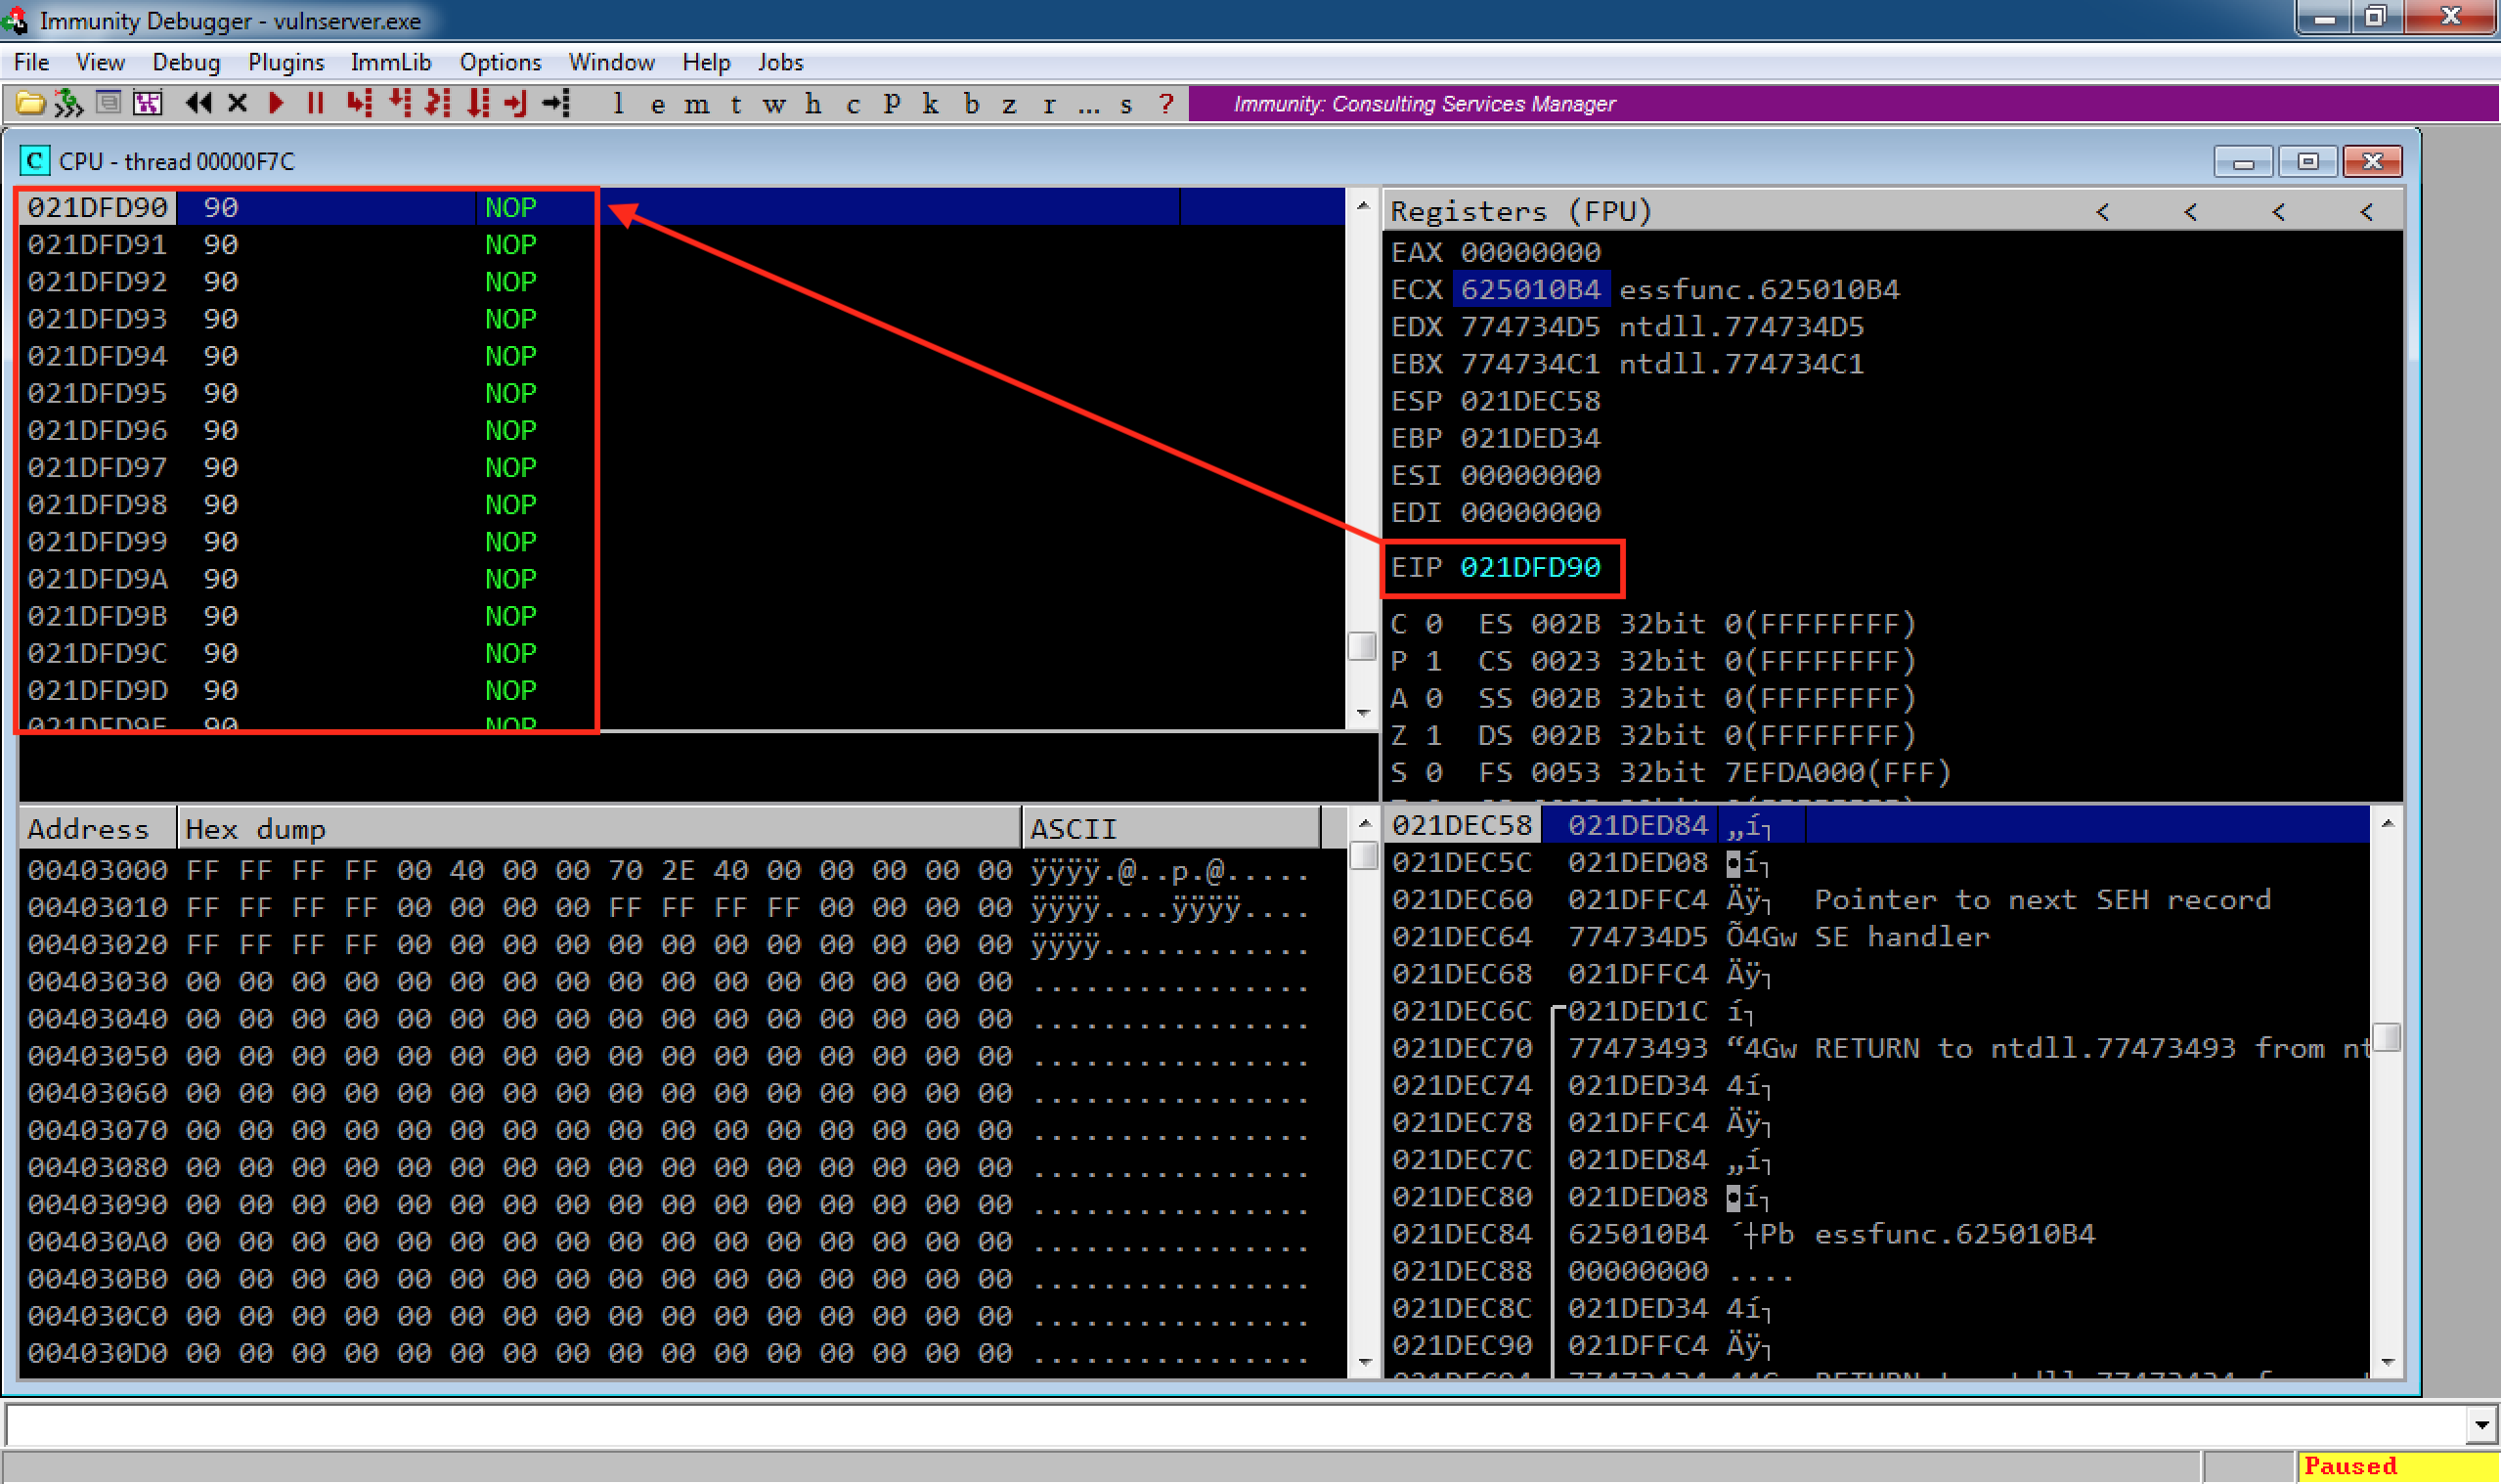 Immunity Debugger - vulnserver.exe
File View Debug Plugins ImmLib Options Window Help Jobs
l e m t w h c P k b z r ... s ? Immunity: Consulting Services Manager
C CPU - thread 00000F7C
021DFD90 90 NOP
021DFD91 90 NOP
021DFD92 90 NOP
021DFD93 90 NOP
021DFD94 90 NOP
021DFD95 90 NOP
021DFD96 90 NOP
021DFD97 90 NOP
021DFD98 90 NOP
021DFD99 90 NOP
021DFD9A 90 NOP
021DFD9B 90 NOP
021DFD9C 90 NOP
021DFD9D 90 NOP
021DFD9E 90 NOP
Registers (FPU) < < < <
EAX 00000000
ECX 625010B4 essfunc.625010B4
EDX 774734D5 ntdll.774734D5
EBX 774734C1 ntdll.774734C1
ESP 021DEC58
EBP 021DED34
ESI 00000000
EDI 00000000
EIP 021DFD90
C 0 ES 002B 32bit 0(FFFFFFFF)
P 1 CS 0023 32bit 0(FFFFFFFF)
A 0 SS 002B 32bit 0(FFFFFFFF)
Z 1 DS 002B 32bit 0(FFFFFFFF)
S 0 FS 0053 32bit 7EFDA000(FFF)
Address Hex dump ASCII
00403000 FF FF FF FF 00 40 00 00 70 2E 40 00 00 00 00 00 ÿÿÿÿ.@..p.@.....
00403010 FF FF FF FF 00 00 00 00 FF FF FF FF 00 00 00 00 ÿÿÿÿ....ÿÿÿÿ....
00403020 FF FF FF FF 00 00 00 00 00 00 00 00 00 00 00 00 ÿÿÿÿ............
00403030 00 00 00 00 00 00 00 00 00 00 00 00 00 00 00 00 ................
00403040 00 00 00 00 00 00 00 00 00 00 00 00 00 00 00 00 ................
00403050 00 00 00 00 00 00 00 00 00 00 00 00 00 00 00 00 ................
00403060 00 00 00 00 00 00 00 00 00 00 00 00 00 00 00 00 ................
00403070 00 00 00 00 00 00 00 00 00 00 00 00 00 00 00 00 ................
00403080 00 00 00 00 00 00 00 00 00 00 00 00 00 00 00 00 ................
00403090 00 00 00 00 00 00 00 00 00 00 00 00 00 00 00 00 ................
004030A0 00 00 00 00 00 00 00 00 00 00 00 00 00 00 00 00 ................
004030B0 00 00 00 00 00 00 00 00 00 00 00 00 00 00 00 00 ................
004030C0 00 00 00 00 00 00 00 00 00 00 00 00 00 00 00 00 ................
004030D0 00 00 00 00 00 00 00 00 00 00 00 00 00 00 00 00 ................
021DEC58 021DED84 „í┐
021DEC5C 021DED08 ◘í┐
021DEC60 021DFFC4 Äÿ┐ Pointer to next SEH record
021DEC64 774734D5 Õ4Gw SE handler
021DEC68 021DFFC4 Äÿ┐
021DEC6C 021DED1C í┐
021DEC70 77473493 “4Gw RETURN to ntdll.77473493 from nt
021DEC74 021DED34 4í┐
021DEC78 021DFFC4 Äÿ┐
021DEC7C 021DED84 „í┐
021DEC80 021DED08 ◘í┐
021DEC84 625010B4 ´┼Pb essfunc.625010B4
021DEC88 00000000 ....
021DEC8C 021DED34 4í┐
021DEC90 021DFFC4 Äÿ┐
Paused